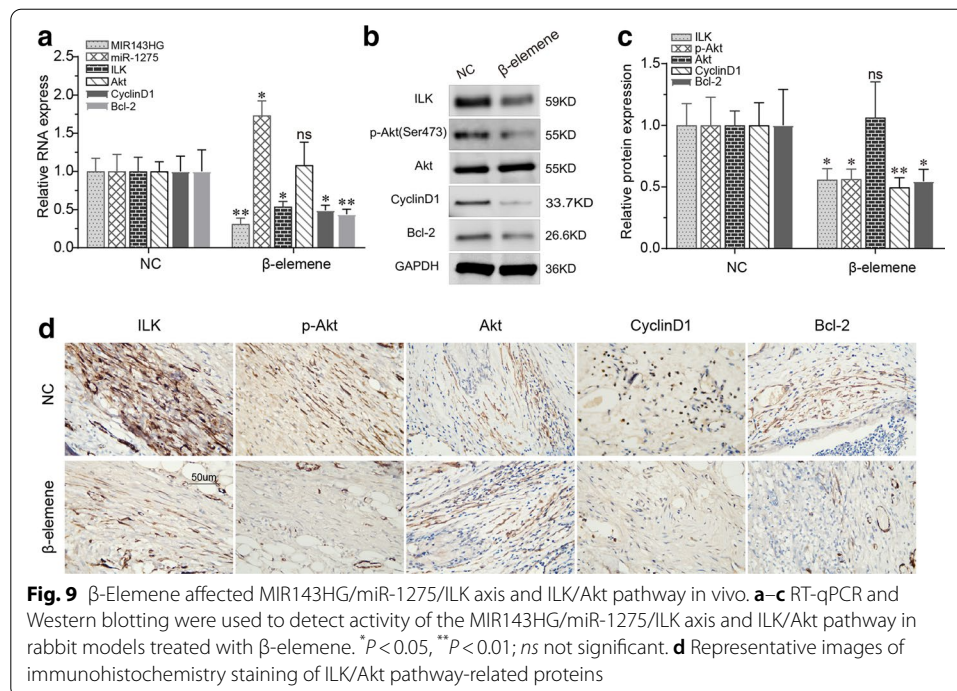 a
MIR143HG
miR-1275
ILK
Akt
CyclinD1
Bcl-2
Relative RNA express
2.5
2.0
1.5
1.0
0.5
0.0
** * * ns * **
NC β-elemene
b
NC β-elemene
ILK 59KD
p-Akt(Ser473) 55KD
Akt 55KD
CyclinD1 33.7KD
Bcl-2 26.6KD
GAPDH 36KD
c
ILK
p-Akt
Akt
CyclinD1
Bcl-2
Relative protein expression
1.5
1.0
0.5
0.0
* * ns ** *
NC β-elemene
d
ILK p-Akt Akt CyclinD1 Bcl-2
NC
β-elemene
50um
Fig. 9 β-Elemene affected MIR143HG/miR-1275/ILK axis and ILK/Akt pathway in vivo. a–c RT-qPCR and
Western blotting were used to detect activity of the MIR143HG/miR-1275/ILK axis and ILK/Akt pathway in
rabbit models treated with β-elemene. *P < 0.05, **P < 0.01; ns not significant. d Representative images of
immunohistochemistry staining of ILK/Akt pathway-related proteins